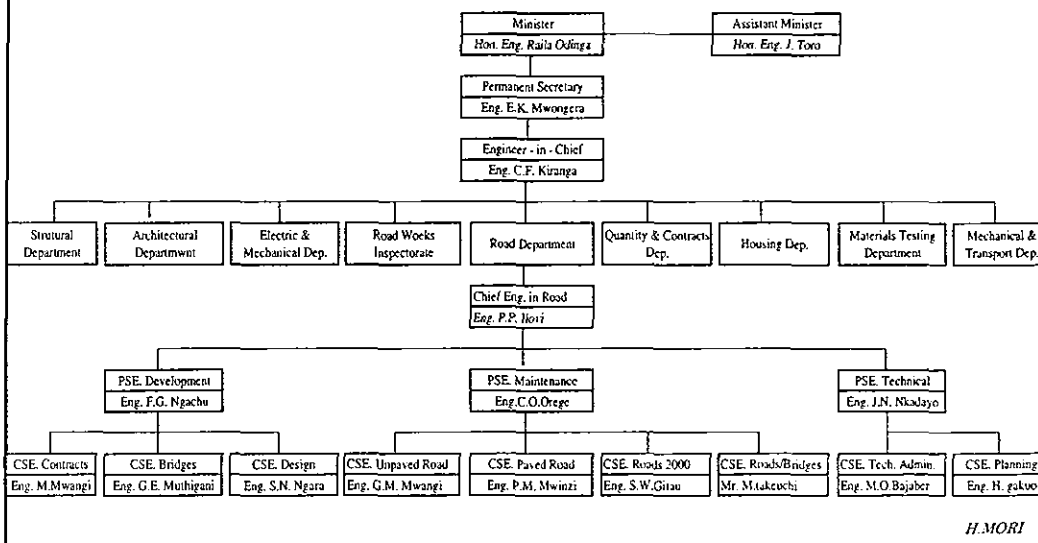 Minister
Hon. Eng. Raila Odinga
Assistant Minister
Hon. Eng. J. Toro
Permanent Secretary
Eng. E.K. Mwongera
Engineer - in - Chief
Eng. C.F. Kiranga
Strutural
Department
Architectural
Departmwnt
Electric &
Mechanical Dep.
Road Woeks
Inspectorate
Road Department
Quantity & Contracts
Dep.
Housing Dep.
Materials Testing
Department
Mechanical &
Transport Dep.
Chief Eng. in Road
Eng. P.P.
PSE. Development
Eng. F.G. Ngachu
PSE. Maintenance
Eng.C.O.Orege
PSE. Technical
Eng. J.N. Nkadayo
CSE. Contracts
Eng. M.Mwangi
CSE. Bridges
Eng. G.E. Muthigani
CSE. Design
Eng. S.N. Ngara
CSE. Unpaved Road
Eng. G.M. Mwangi
CSE. Paved Road
Eng. P.M. Mwinzi
CSE. Roads 2000
Eng. S.W.Gitau
CSE. Roads/Bridges
Mr. M.takeuchi
CSE. Tech. Admin.
Eng. M.O.Bajaber
CSE. Planning
Eng. H. gakuo
H.MORI